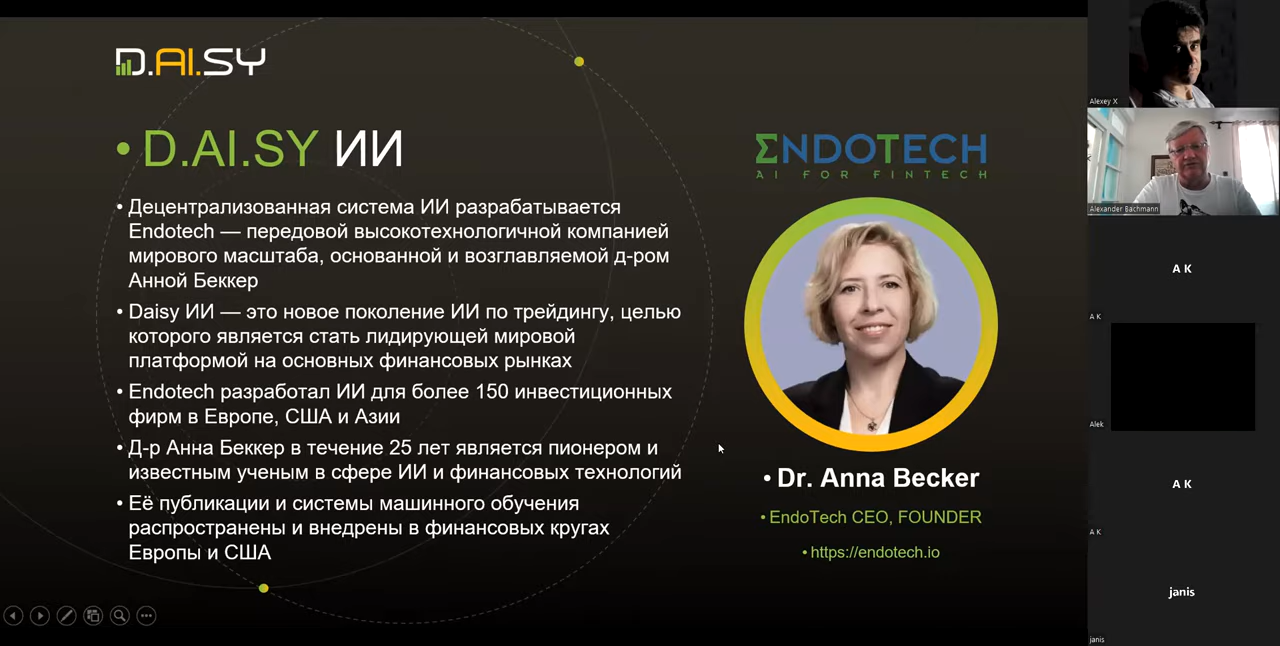 D.AI.SY
• D.AI.SY ИИ
• Децентрализованная система ИИ разрабатывается
Endotech — передовой высокотехнологичной компанией
мирового масштаба, основанной и возглавляемой д-ром
Анной Беккер
• Daisy ИИ — это новое поколение ИИ по трейдингу, целью
которого является стать лидирующей мировой
платформой на основных финансовых рынках
• Endotech разработал ИИ для более 150 инвестиционных
фирм в Европе, США и Азии
• Д-р Анна Беккер в течение 25 лет является пионером и
известным ученым в сфере ИИ и финансовых технологий
• Её публикации и системы машинного обучения
распространены и внедрены в финансовых кругах
Европы и США
ΣNDOTECH
AI FOR FINTECH
• Dr. Anna Becker
• EndoTech CEO, FOUNDER
• https://endotech.io
Alexey X
Alexander Bachmann
A K
A K
Alek
A K
A K
janis
janis